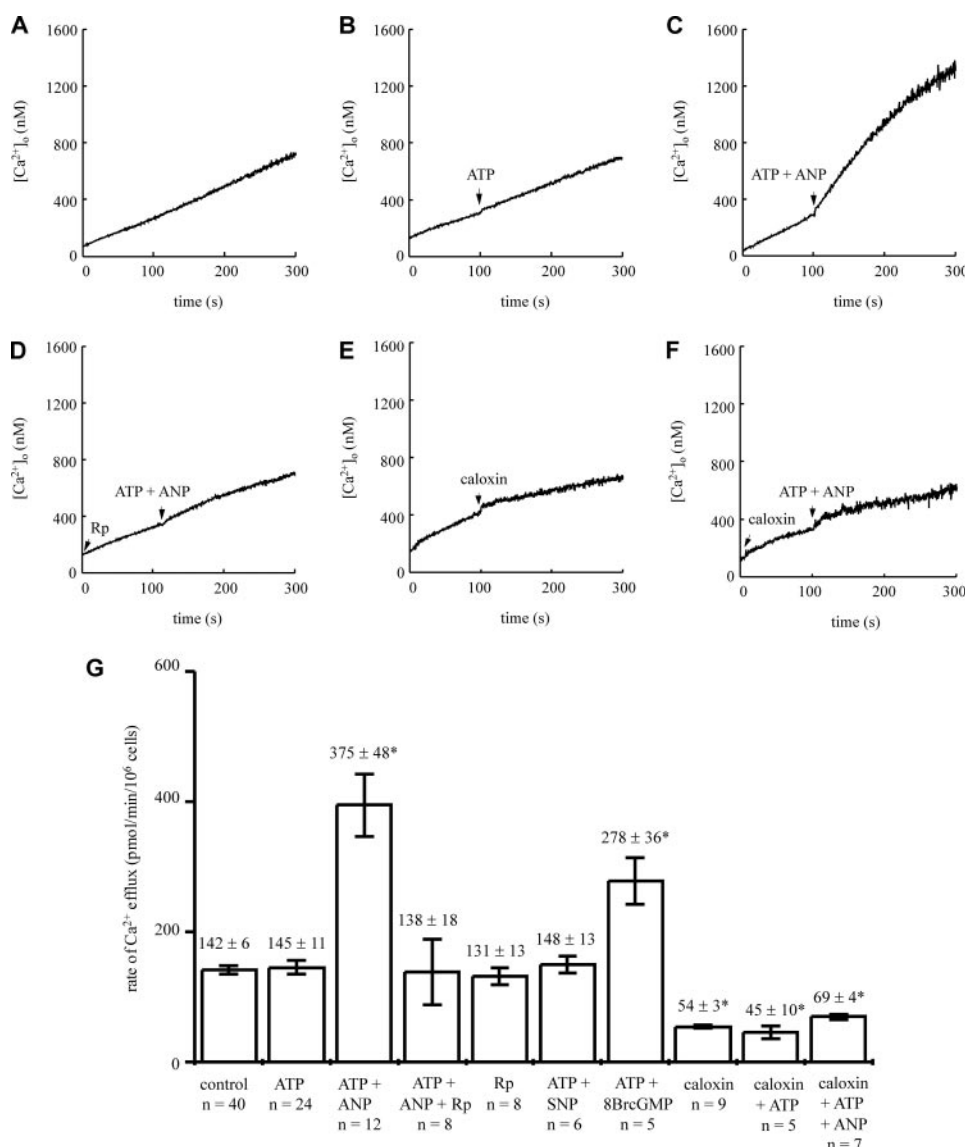 A
B
C
1600
1200
800
400
0
[Ca²⁺]ₒ (nM)
0 100 200 300
time (s)
1600
1200
800
400
0
[Ca²⁺]ₒ (nM)
ATP
0 100 200 300
time (s)
1600
1200
800
400
0
[Ca²⁺]ₒ (nM)
ATP + ANP
0 100 200 300
time (s)
D
E
F
1600
1200
800
400
0
[Ca²⁺]ₒ (nM)
ATP + ANP
Rp
0 100 200 300
time (s)
1600
1200
800
400
0
[Ca²⁺]ₒ (nM)
caloxin
0 100 200 300
time (s)
1600
1200
800
400
0
[Ca²⁺]ₒ (nM)
ATP + ANP
caloxin
0 100 200 300
time (s)
G
600
400
200
0
rate of Ca²⁺ efflux (pmol/min/10⁶ cells)
142 ± 6
145 ± 11
375 ± 48*
138 ± 18
131 ± 13
148 ± 13
278 ± 36*
54 ± 3*
45 ± 10*
69 ± 4*
control
n = 40
ATP
n = 24
ATP +
ANP
n = 12
ATP +
ANP + Rp
n = 8
Rp
n = 8
ATP +
SNP
n = 6
ATP +
8BrcGMP
n = 5
caloxin
n = 9
caloxin
+ ATP
n = 5
caloxin
+ ATP
+ ANP
n = 7